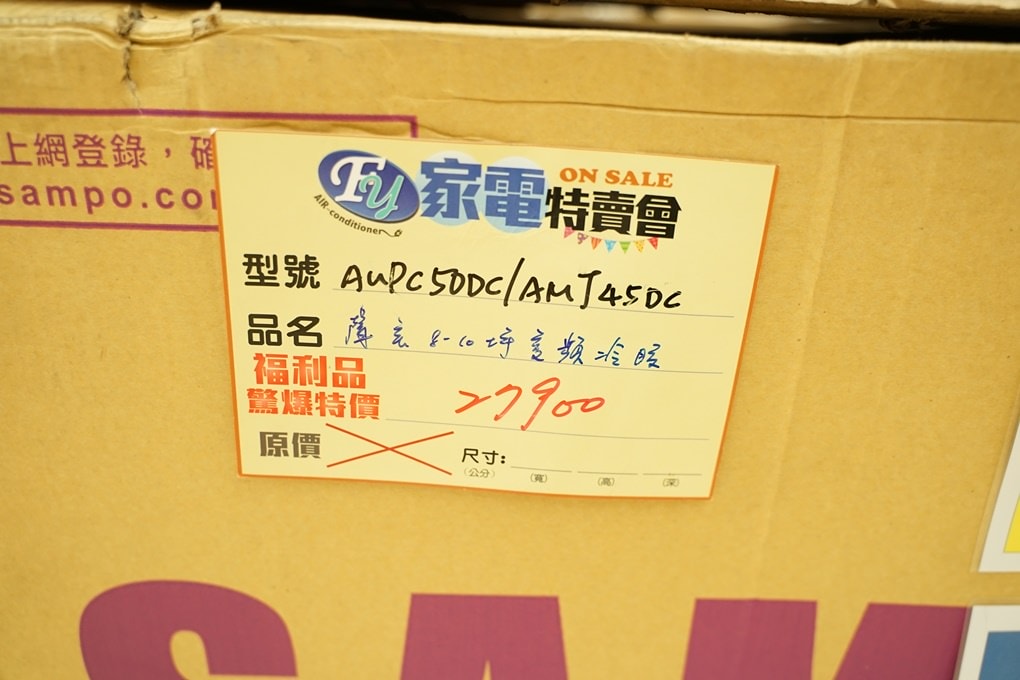 上網登錄,確
sampo.co
Fy
AIR-conditioner
家電特賣會
ON SALE
型號 AUPC50DC/AMJ45DC
品名 8-10坪變頻冷暖
福利品
驚爆特價 27900
原價
尺寸:
(公分) (寬) (高) (深)
SAM